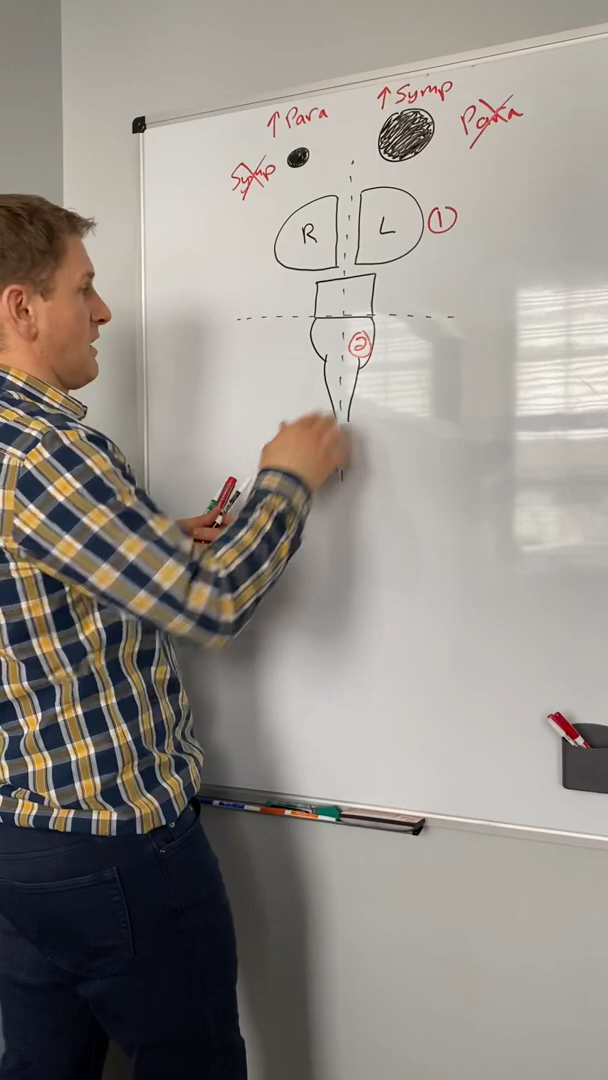 ↑ Para
↑ Symp
Symp
Para
R
L
①
②